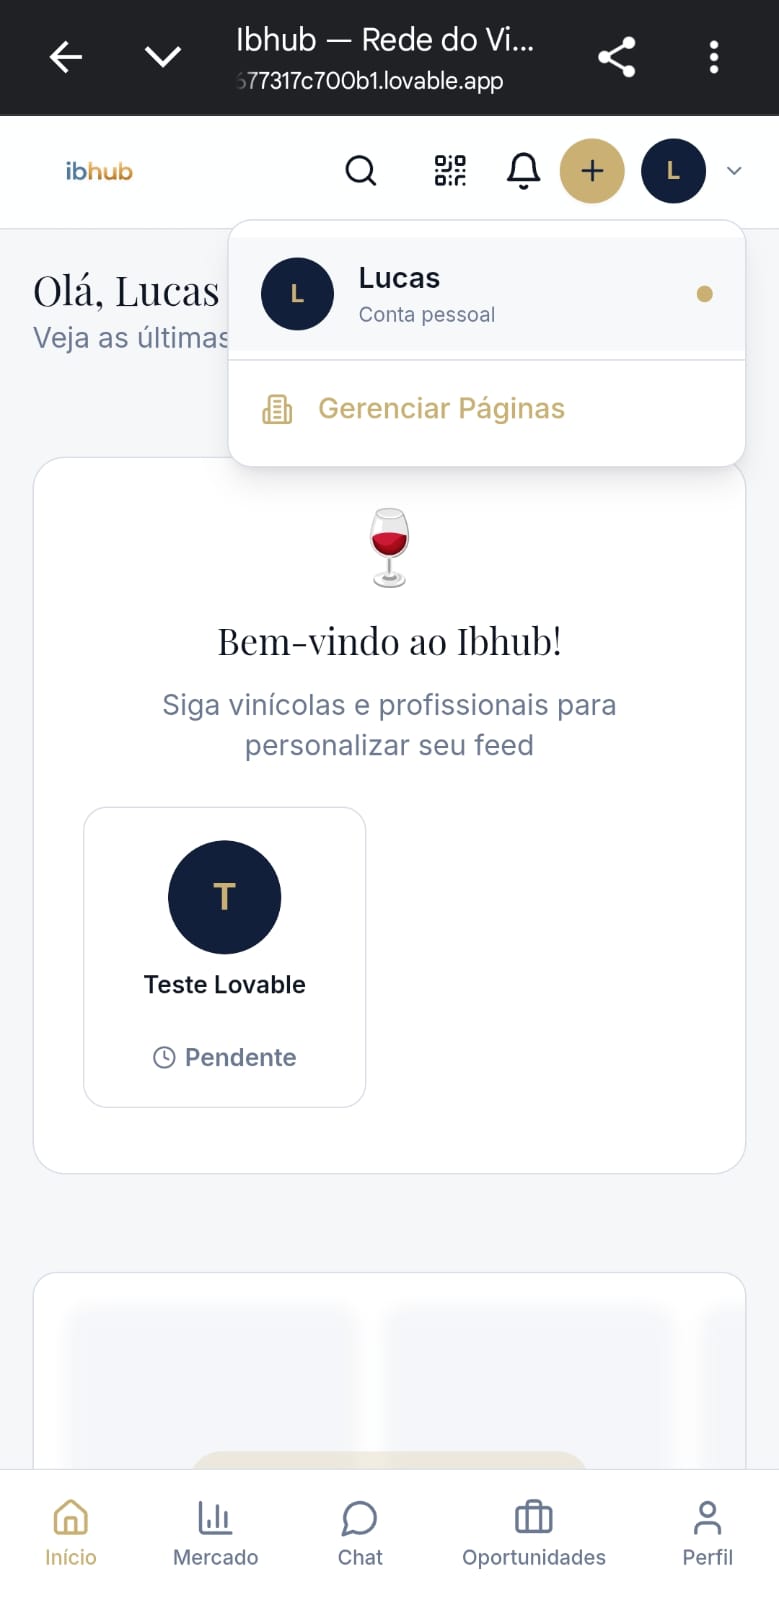 Ibhub — Rede do Vi...
677317c700b1.lovable.app
ibhub
L
Olá, Lucas
Veja as últimas
L
Lucas
Conta pessoal
Gerenciar Páginas
Bem-vindo ao Ibhub!
Siga vinícolas e profissionais para
personalizar seu feed
T
Teste Lovable
Pendente
Início
Mercado
Chat
Oportunidades
Perfil